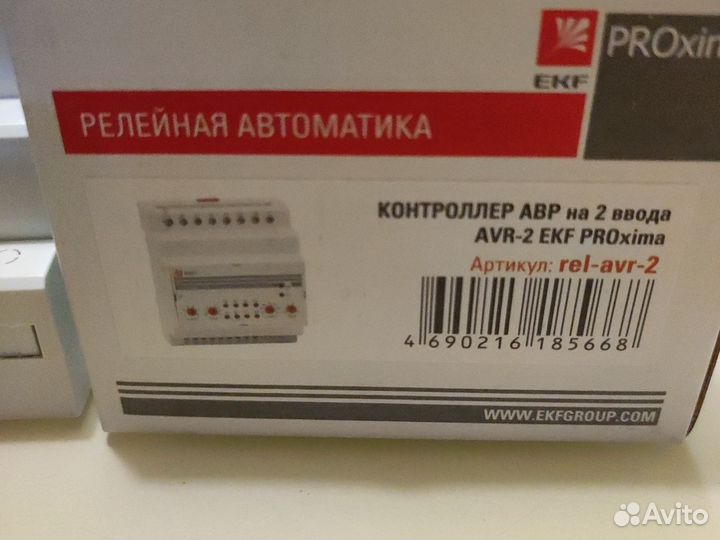 PROxim
EKF
РЕЛЕЙНАЯ АВТОМАТИКА
КОНТРОЛЛЕР АВР на 2 ввода
AVR-2 EKF PROxima
Артикул: rel-avr-2
4 690216 185668
WWW.EKFGROUP.COM
Avito